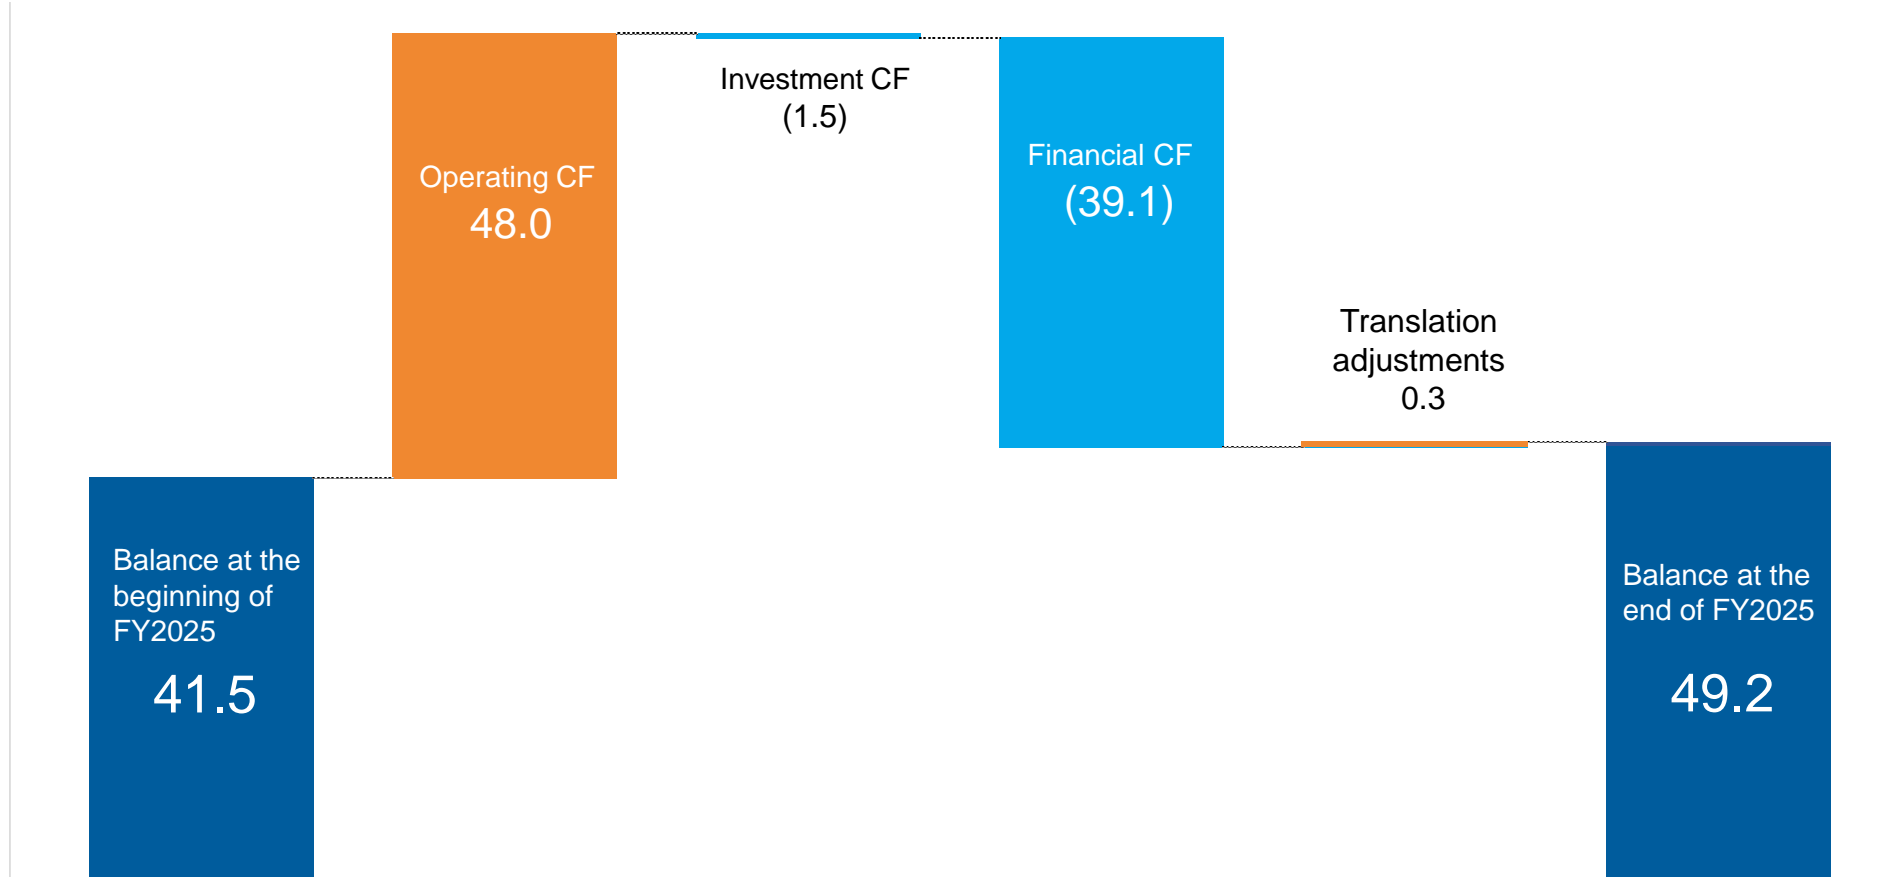 Balance at the
beginning of
FY2025
41.5
Operating CF
48.0
Investment CF
(1.5)
Financial CF
(39.1)
Translation
adjustments
0.3
Balance at the
end of FY2025
49.2